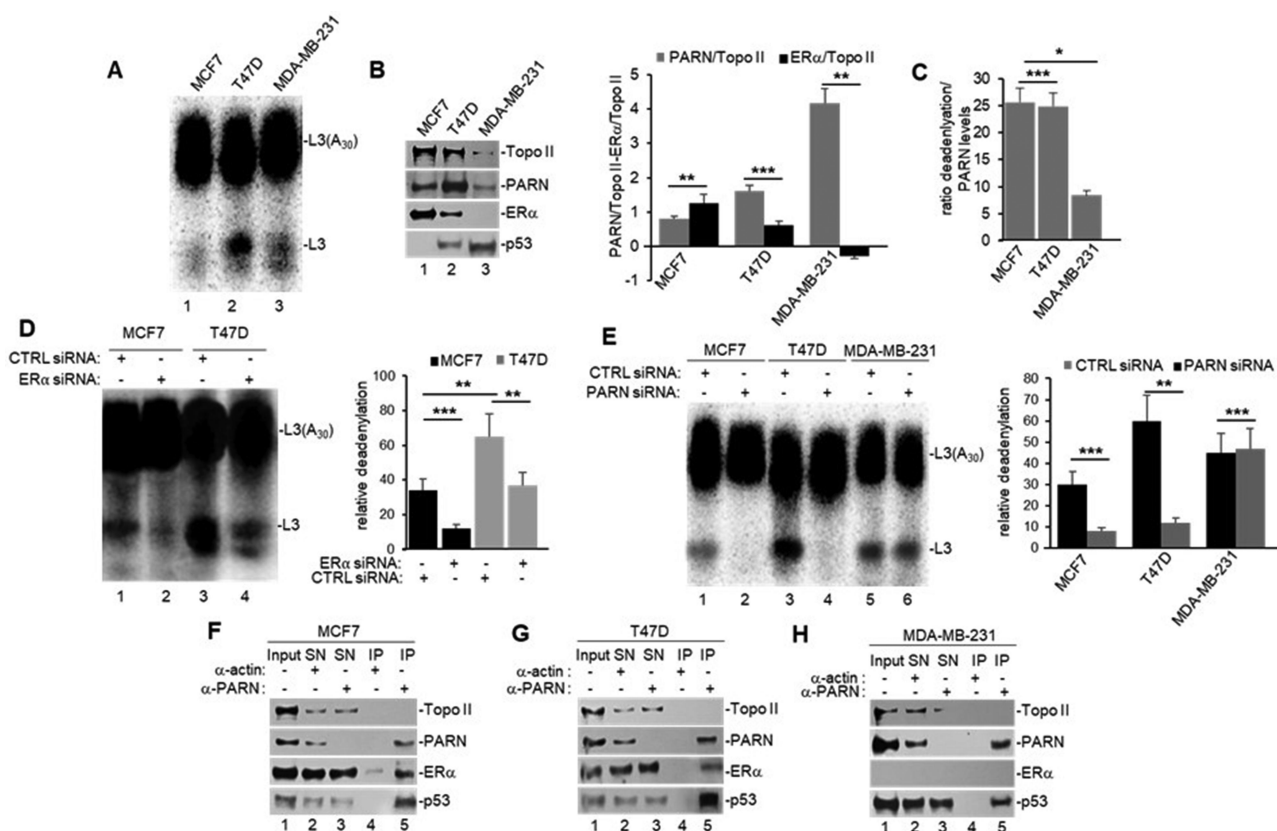 A
MCF7
T47D
MDA-MB-231
-L3(A30)
-L3
1 2 3
B
MCF7
T47D
MDA-MB-231
-Topo II
-PARN
-ERα
-p53
1 2 3
PARN/Topo II ERα/Topo II
PARN/Topo II-ERα/Topo II
5
4
3
2
1
0
-1
** *** **
MCF7
T47D
MDA-MB-231
C
ratio deadenlyation/
PARN levels
30
25
20
15
10
5
0
*
***
MCF7
T47D
MDA-MB-231
D
MCF7 T47D
CTRL siRNA: + - + -
ERα siRNA: - + - +
-L3(A30)
-L3
1 2 3 4
MCF7 T47D
relative deadenylation
100
80
60
40
20
0
**
*** **
ERα siRNA: - + - +
CTRL siRNA: + - + -
E
MCF7 T47D MDA-MB-231
CTRL siRNA: + - + - + -
PARN siRNA: - + - + - +
-L3(A30)
-L3
1 2 3 4 5 6
CTRL siRNA PARN siRNA
relative deadenylation
80
70
60
50
40
30
20
10
0
*** ** ***
MCF7
T47D
MDA-MB-231
F
MCF7
Input SN SN IP IP
α-actin: - + - + -
α-PARN: - - + - +
-Topo II
-PARN
-ERα
-p53
1 2 3 4 5
G
T47D
Input SN SN IP IP
α-actin: - + - + -
α-PARN: - - + - +
-Topo II
-PARN
-ERα
-p53
1 2 3 4 5
H
MDA-MB-231
Input SN SN IP IP
α-actin: - + - + -
α-PARN: - - + - +
-Topo II
-PARN
-ERα
-p53
1 2 3 4 5